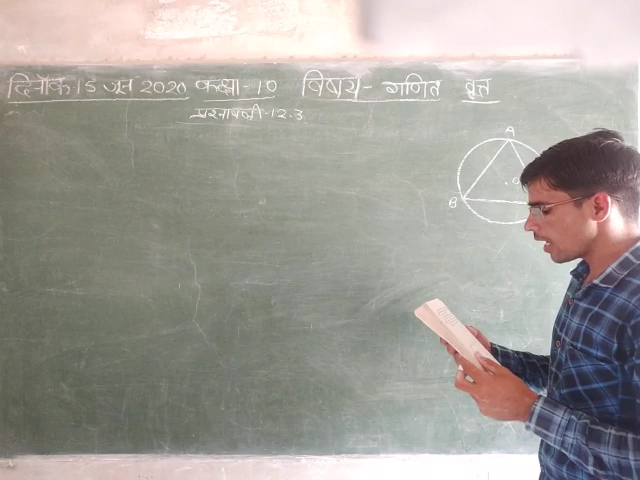 दिनाँक 15 जून 2020 कक्षा - 10 विषय - गणित वृत्त
प्रश्नावली - 12.3
A
B